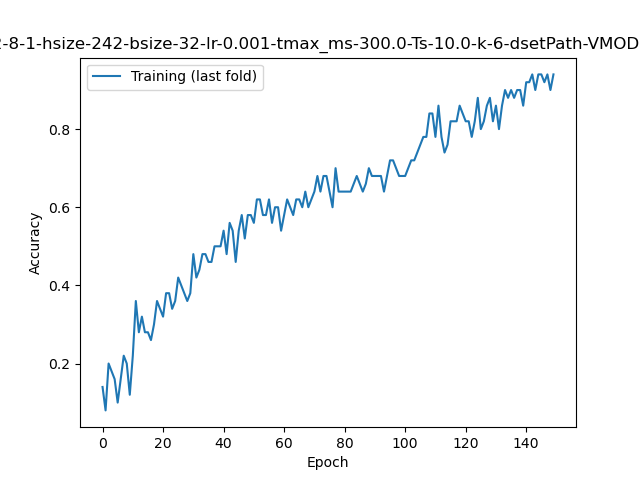 -8-1-hsize-242-bsize-32-lr-0.001-tmax_ms-300.0-Ts-10.0-k-6-dsetPath-VMOD
Training (last fold)
0.8
0.6
0.4
0.2
Accuracy
0 20 40 60 80 100 120 140
Epoch